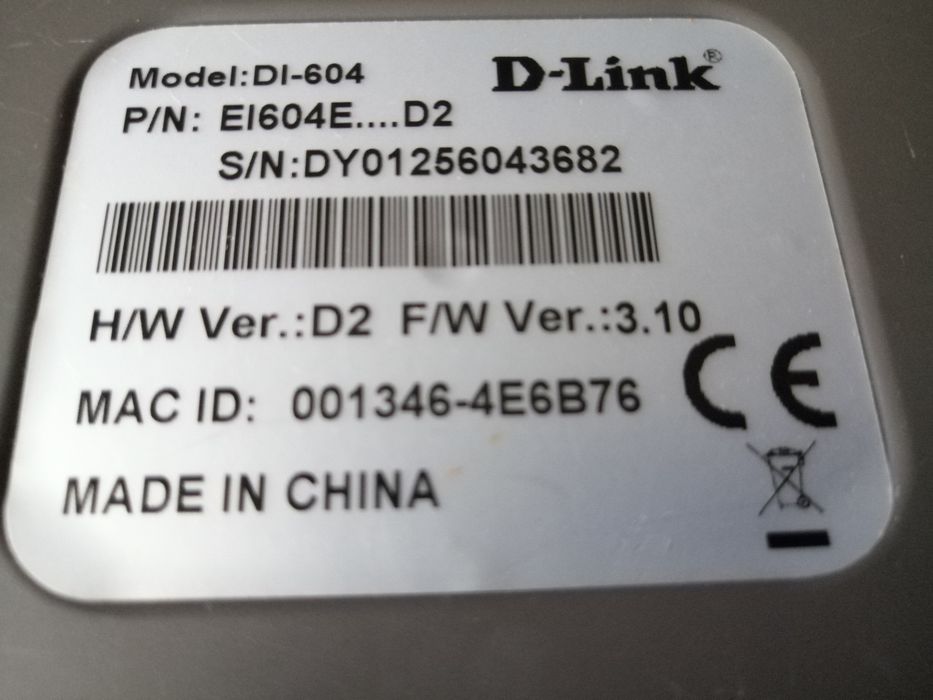 Model:DI-604 D-Link®
P/N: EI604E....D2
S/N:DY01256043682
H/W Ver.:D2 F/W Ver.:3.10
MAC ID: 001346-4E6B76
CE
MADE IN CHINA